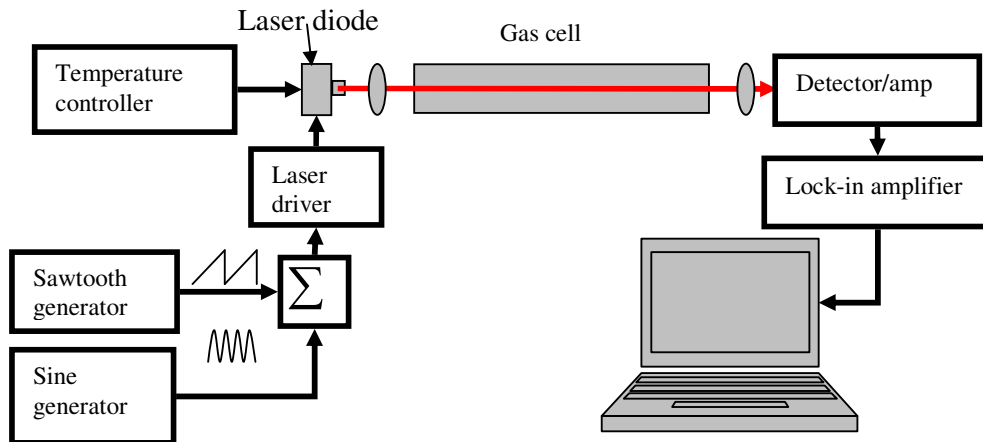 Laser diode
Gas cell
Temperature
controller
Detector/amp
Laser
driver
Lock-in amplifier
Sawtooth
generator
Σ
Sine
generator